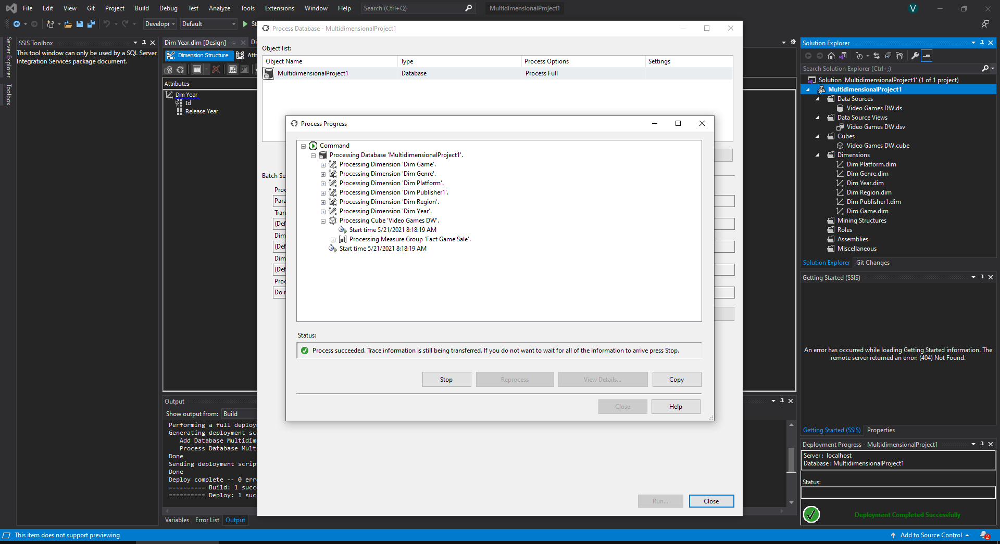 File Edit View Git Project Build Debug Test Analyze Tools Extensions Window Help Search (Ctrl+Q) MultidimensionalProject1 V
Develop Default St
Server Explorer
Toolbox
SSIS Toolbox
This tool window can only be used by a SQL Server
Integration Services package document.
Dim Year.dim [Design] Di
Dimension Structure Att
Attributes
Dim Year
Id
Release Year
Process Database - MultidimensionalProject1
Object list:
Object Name Type Process Options Settings
MultidimensionalProject1 Database Process Full
Batch Se
Proc
Para
Tran
(Def
Dim
(Def
Dim
(Def
Proc
Do n
Run...
Close
Process Progress
Command
Processing Database 'MultidimensionalProject1'.
Processing Dimension 'Dim Game'.
Processing Dimension 'Dim Genre'.
Processing Dimension 'Dim Platform'.
Processing Dimension 'Dim Publisher1'.
Processing Dimension 'Dim Region'.
Processing Dimension 'Dim Year'.
Processing Cube 'Video Games DW'.
Start time 5/21/2021 8:18:19 AM
Processing Measure Group 'Fact Game Sale'.
Start time 5/21/2021 8:18:19 AM
Status:
Process succeeded. Trace information is still being transferred. If you do not want to wait for all of the information to arrive press Stop.
Stop Reprocess View Details... Copy
Close Help
Output
Show output from: Build
Performing a full deployn
Generating deployment scr
Add Database Multidime
Process Database Multi
Done
Sending deployment script
Done
Deploy complete -- 0 erro
========== Build: 1 succe
========== Deploy: 1 succ
Variables Error List Output
Solution Explorer
Search Solution Explorer (Ctrl+;)
Solution 'MultidimensionalProject1' (1 of 1 project)
MultidimensionalProject1
Data Sources
Video Games DW.ds
Data Source Views
Video Games DW.dsv
Cubes
Video Games DW.cube
Dimensions
Dim Platform.dim
Dim Genre.dim
Dim Year.dim
Dim Region.dim
Dim Publisher1.dim
Dim Game.dim
Mining Structures
Roles
Assemblies
Miscellaneous
Solution Explorer Git Changes
Getting Started (SSIS)
An error has occurred while loading Getting Started information. The
remote server returned an error: (404) Not Found.
Getting Started (SSIS) Properties
Deployment Progress - MultidimensionalProject1
Server : localhost
Database : MultidimensionalProject1
Status:
Deployment Completed Successfully
This item does not support previewing
Add to Source Control 2